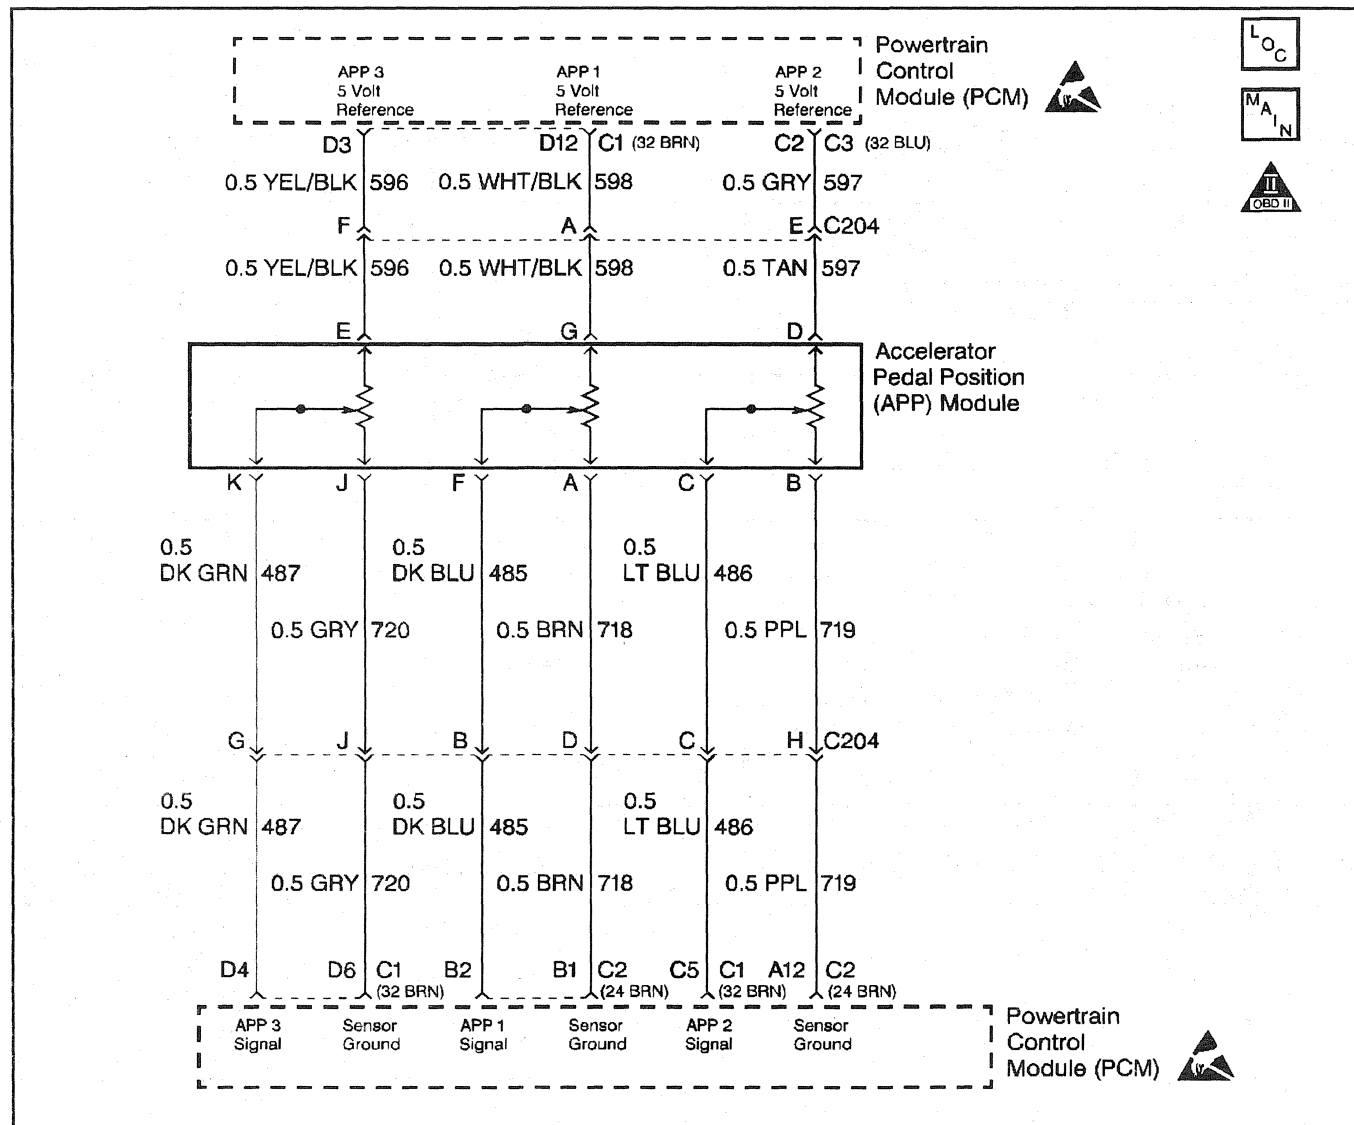 Powertrain
Control
Module (PCM)
L O C
M A I N
II
OBD II
APP 3
5 Volt
Reference
APP 1
5 Volt
Reference
APP 2
5 Volt
Reference
D3 D12 C1 (32 BRN) C2 C3 (32 BLU)
0.5 YEL/BLK 596 0.5 WHT/BLK 598 0.5 GRY 597
F A E C204
0.5 YEL/BLK 596 0.5 WHT/BLK 598 0.5 TAN 597
E G D
Accelerator
Pedal Position
(APP) Module
K J F A C B
0.5 0.5 0.5
DK GRN 487 DK BLU 485 LT BLU 486
0.5 GRY 720 0.5 BRN 718 0.5 PPL 719
G J B D C H C204
0.5 0.5 0.5
DK GRN 487 DK BLU 485 LT BLU 486
0.5 GRY 720 0.5 BRN 718 0.5 PPL 719
D4 D6 C1 B2 B1 C2 C5 C1 A12 C2
(32 BRN) (24 BRN) (32 BRN) (24 BRN)
APP 3
Signal
Sensor
Ground
APP 1
Signal
Sensor
Ground
APP 2
Signal
Sensor
Ground
Powertrain
Control
Module (PCM)